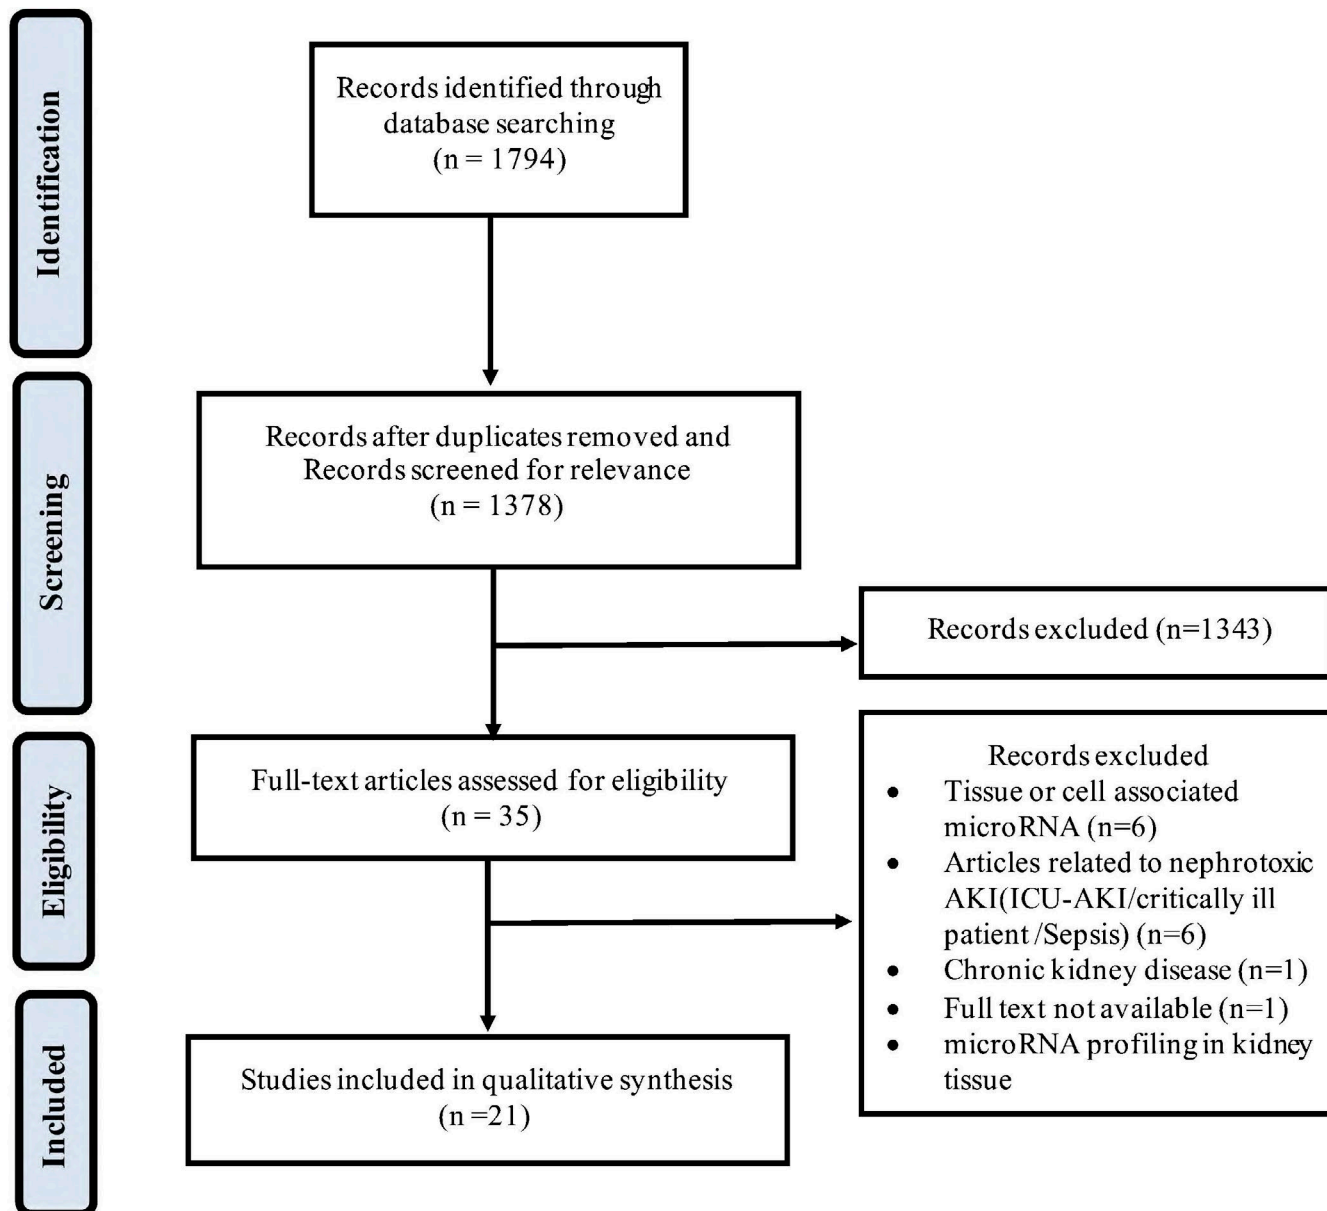 Identification
Records identified through
database searching
(n = 1794)
Screening
Records after duplicates removed and
Records screened for relevance
(n = 1378)
Records excluded (n=1343)
Eligibility
Full-text articles assessed for eligibility
(n = 35)
Records excluded
• Tissue or cell associated
microRNA (n=6)
• Articles related to nephrotoxic
AKI(ICU-AKI/critically ill
patient /Sepsis) (n=6)
• Chronic kidney disease (n=1)
• Full text not available (n=1)
• microRNA profiling in kidney
tissue
Included
Studies included in qualitative synthesis
(n =21)